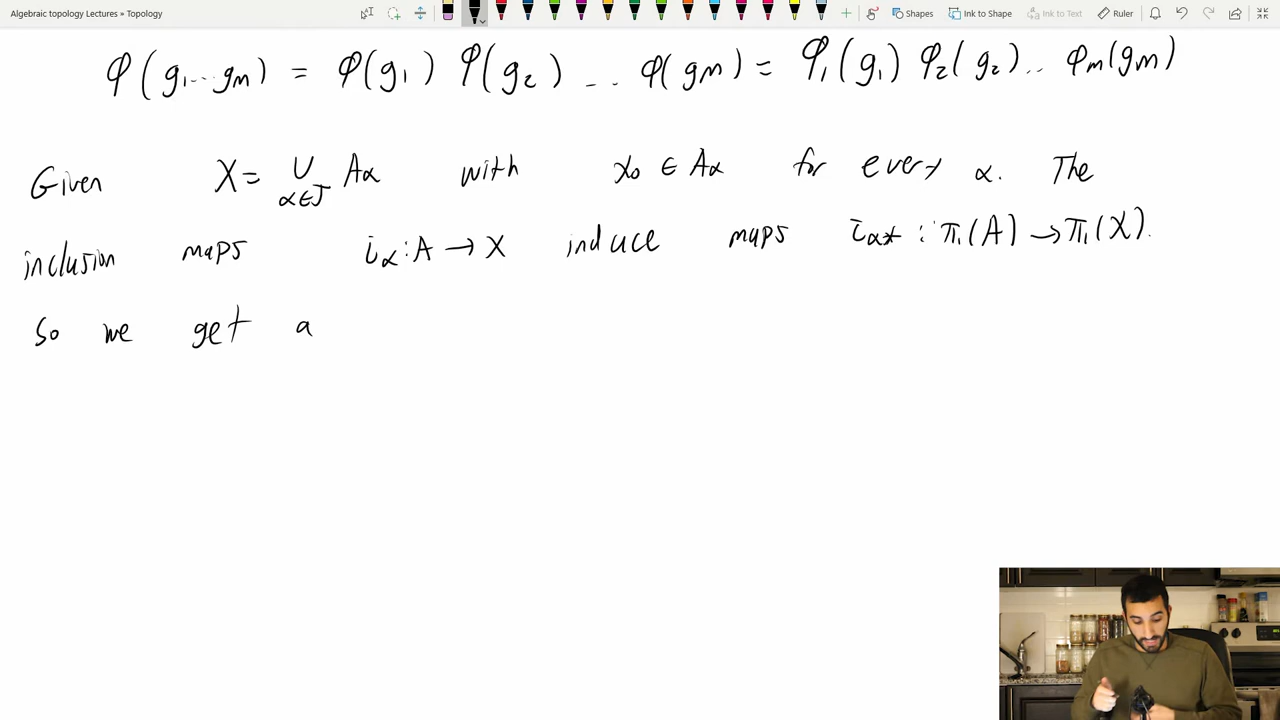 Algebraic topology Lectures » Topology
Shapes Ink to Shape Ink to Text Ruler
φ(g₁...gₘ) = φ(g₁) φ(g₂) ... φ(gₘ) = φ₁(g₁) φ₂(g₂)... φₘ(gₘ)
Given X = ∪ Aα with x₀ ∈ Aα for every α. The
α∈J
inclusion maps iα : A → X induce maps iα* : π₁(A) → π₁(X).
So we get a